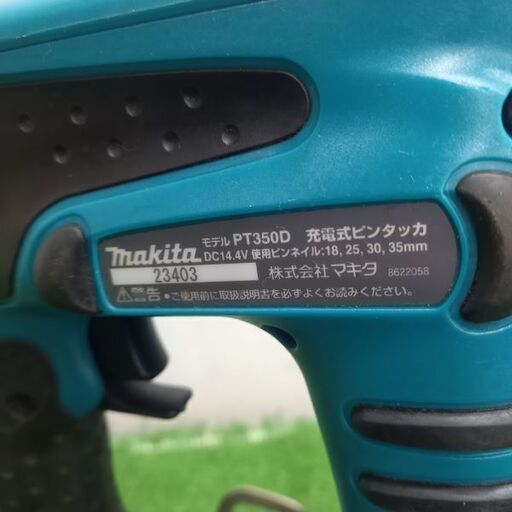 makita モデル PT350D 充電式ピンタッカ
DC14.4V 使用ピンネイル:18, 25, 30, 35mm
23403 株式会社 マキタ 8622058
⚠警告 ・ご使用前に取扱説明書を必ずよくお読みください。